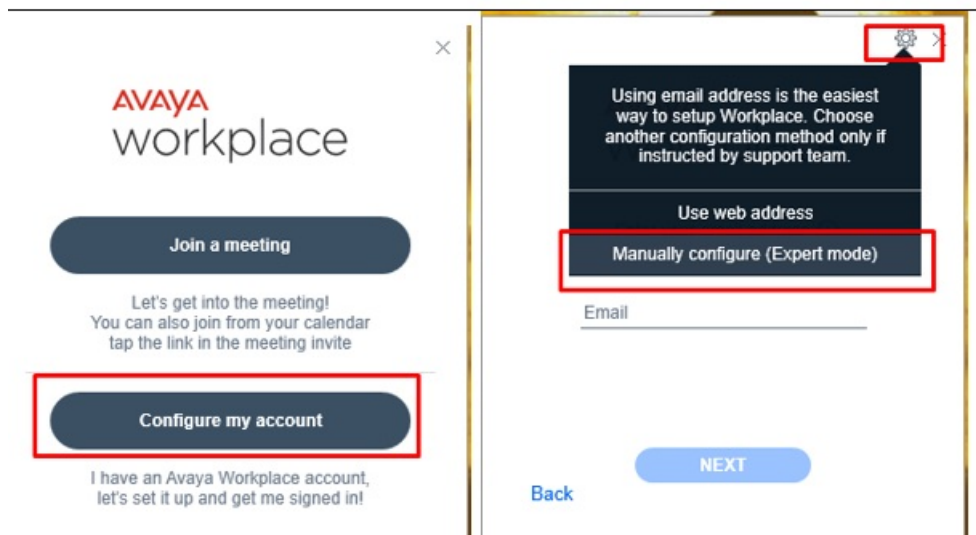 AVAYA
workplace
Join a meeting
Let's get into the meeting!
You can also join from your calendar
tap the link in the meeting invite
Configure my account
I have an Avaya Workplace account,
let's set it up and get me signed in!
Using email address is the easiest
way to setup Workplace. Choose
another configuration method only if
instructed by support team.
Use web address
Manually configure (Expert mode)
Email
NEXT
Back